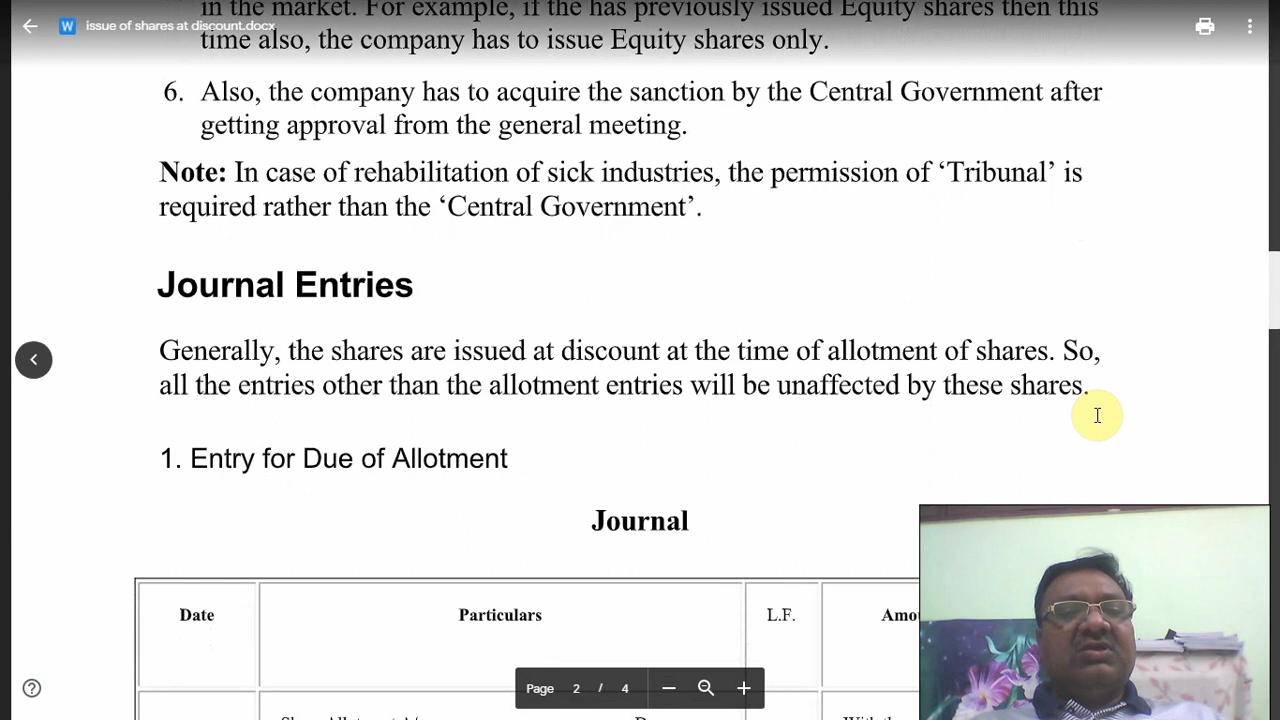 in the market. For example, if the has previously issued Equity shares then this
issue of shares at discount.docx
time also, the company has to issue Equity shares only.
6. Also, the company has to acquire the sanction by the Central Government after
getting approval from the general meeting.
Note: In case of rehabilitation of sick industries, the permission of ‘Tribunal’ is
required rather than the ‘Central Government’.
Journal Entries
Generally, the shares are issued at discount at the time of allotment of shares. So,
all the entries other than the allotment entries will be unaffected by these shares.
1. Entry for Due of Allotment
Journal
Date Particulars L.F. Amou
Page 2 / 4